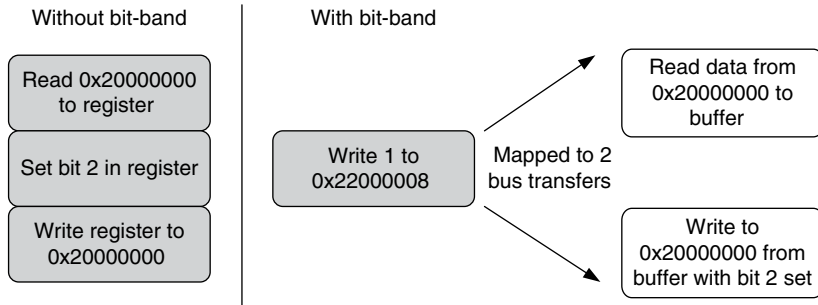 Without bit-band
Read 0x20000000
to register
Set bit 2 in register
Write register to
0x20000000
With bit-band
Write 1 to
0x22000008
Mapped to 2
bus transfers
Read data from
0x20000000 to
buffer
Write to
0x20000000 from
buffer with bit 2 set